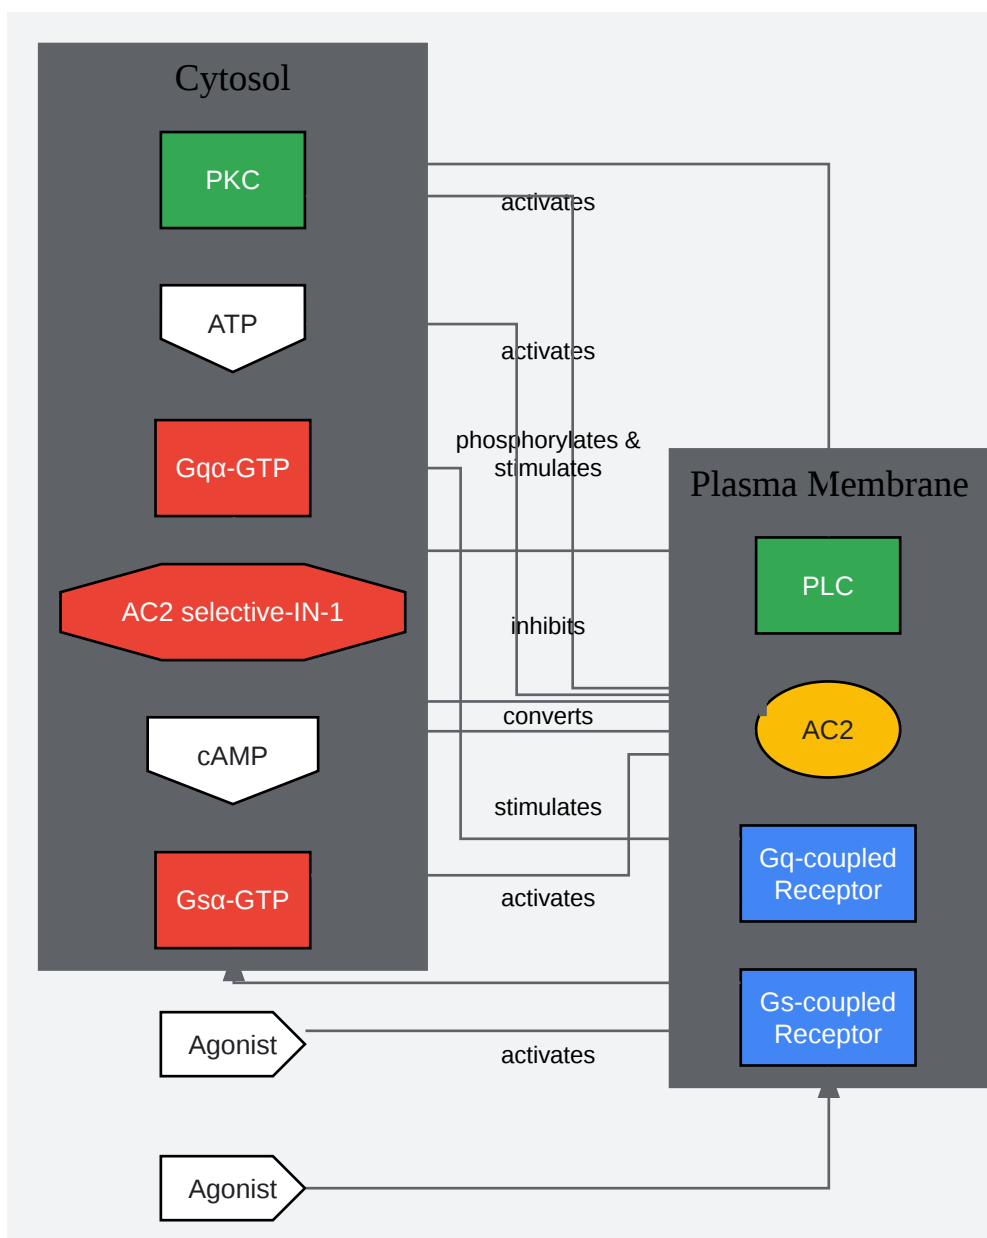 Cytosol
PKC
ATP
Gqα-GTP
AC2 selective-IN-1
cAMP
Gsα-GTP
Agonist
Agonist
activates
activates
phosphorylates &
stimulates
inhibits
converts
stimulates
activates
activates
Plasma Membrane
PLC
AC2
Gq-coupled
Receptor
Gs-coupled
Receptor